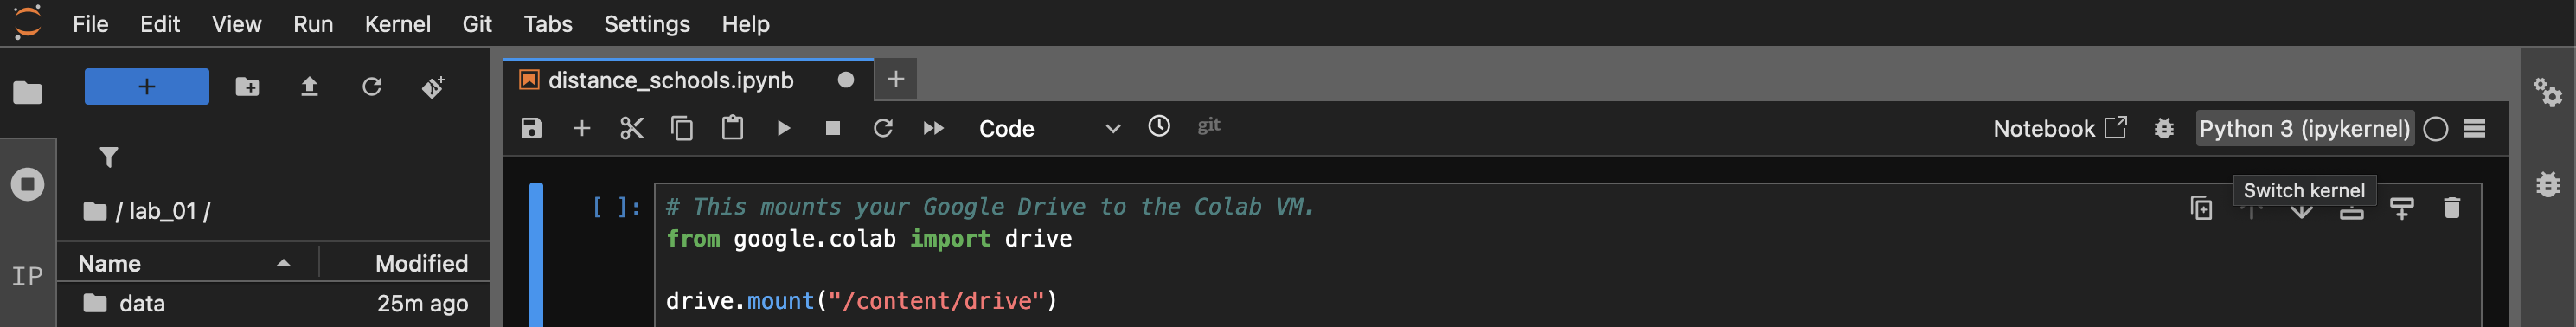 File Edit View Run Kernel Git Tabs Settings Help
distance_schools.ipynb
Code
git
Notebook
Python 3 (ipykernel)
Switch kernel
/ lab_01 /
Name
Modified
data
25m ago
IP
[ ]:
# This mounts your Google Drive to the Colab VM.
from google.colab import drive
drive.mount("/content/drive")